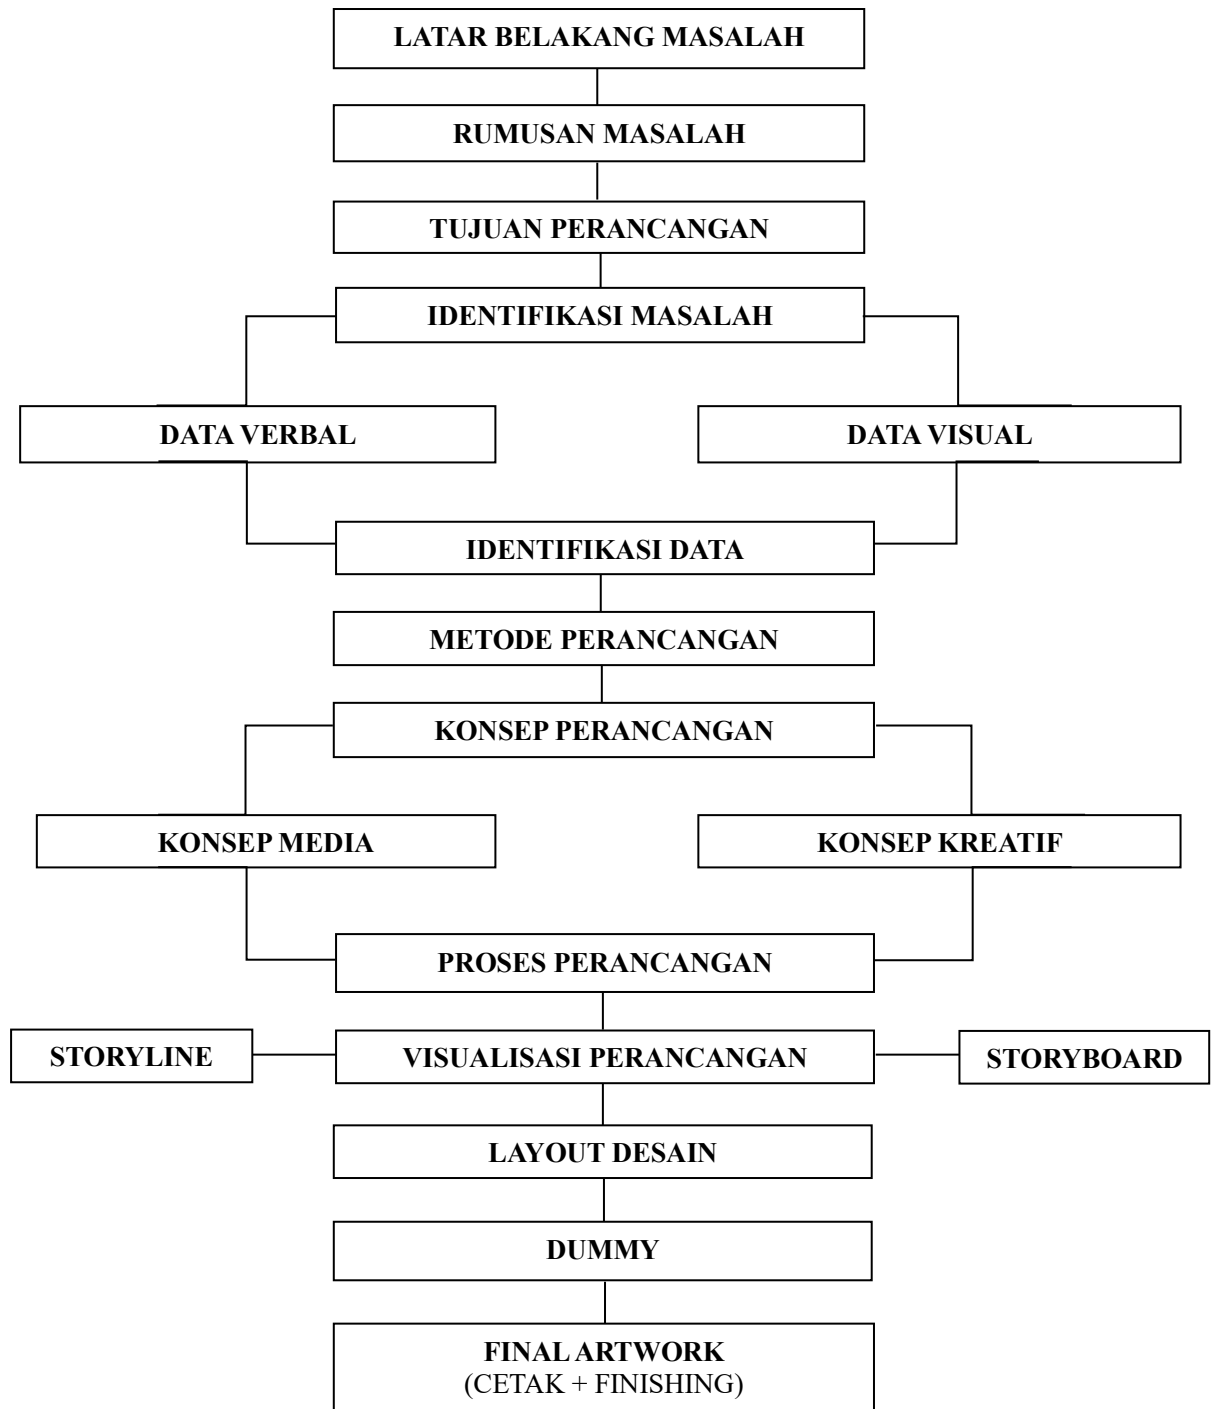 LATAR BELAKANG MASALAH
RUMUSAN MASALAH
TUJUAN PERANCANGAN
IDENTIFIKASI MASALAH
DATA VERBAL
DATA VISUAL
IDENTIFIKASI DATA
METODE PERANCANGAN
KONSEP PERANCANGAN
KONSEP MEDIA
KONSEP KREATIF
PROSES PERANCANGAN
STORYLINE
VISUALISASI PERANCANGAN
STORYBOARD
LAYOUT DESAIN
DUMMY
FINAL ARTWORK
(CETAK + FINISHING)